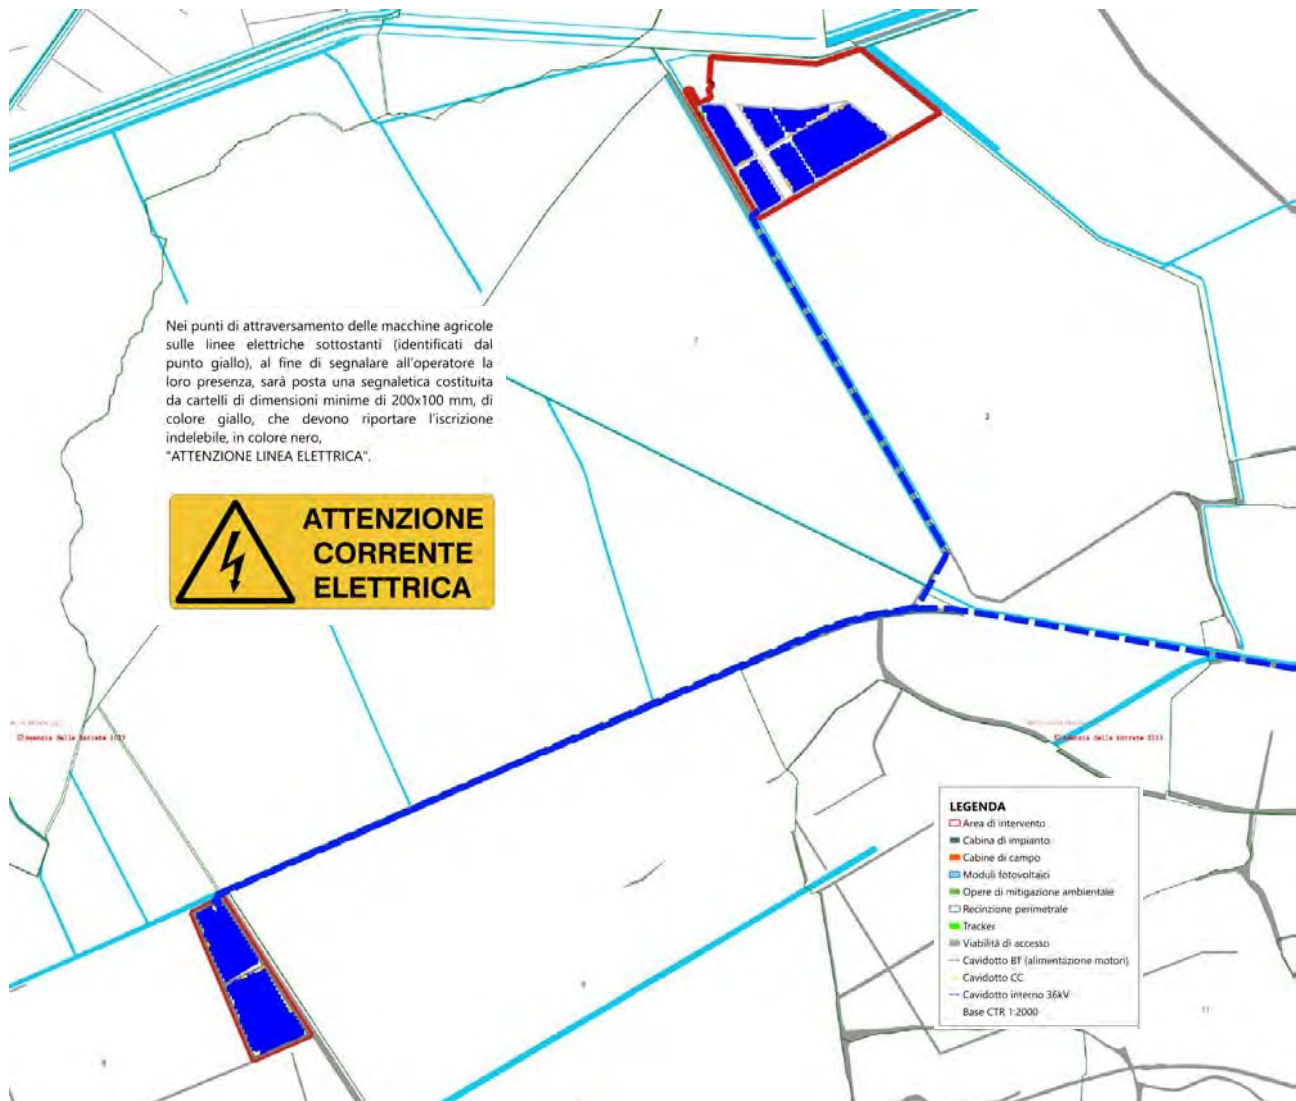 Nei punti di attraversamento delle macchine agricole
sulle linee elettriche sottostanti (identificati dal
punto giallo), al fine di segnalare all'operatore la
loro presenza, sarà posta una segnaletica costituita
da cartelli di dimensioni minime di 200x100 mm, di
colore giallo, che devono riportare l'iscrizione
indelebile, in colore nero,
"ATTENZIONE LINEA ELETTRICA".
ATTENZIONE
CORRENTE
ELETTRICA
LEGENDA
Area di intervento
Cabina di impianto
Cabine di campo
Moduli fotovoltaici
Opere di mitigazione ambientale
Recinzione perimetrale
Tracker
Viabilità di accesso
Cavidotto BT (alimentazione motori)
Cavidotto CC
Cavidotto interno 36kV
Base CTR 1:2000
11